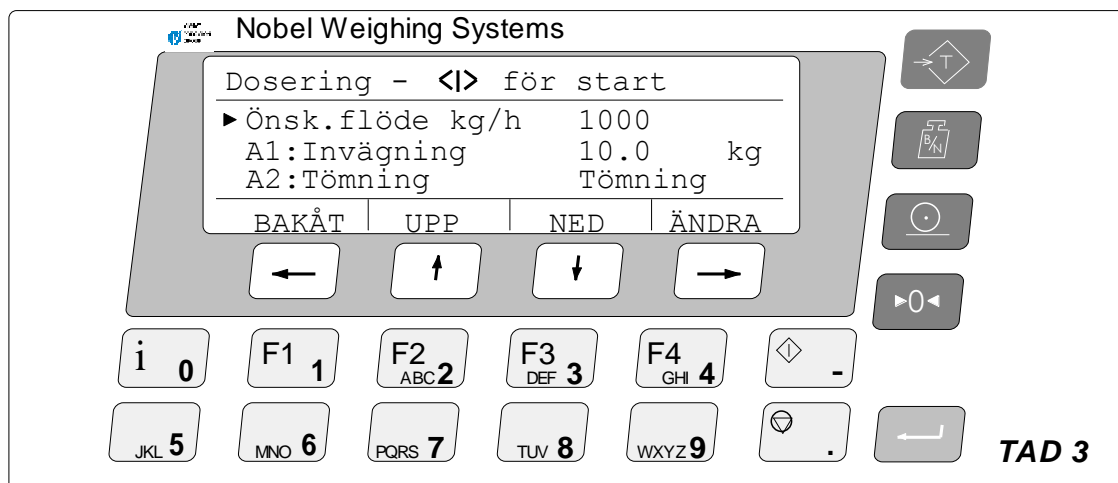 Nobel Weighing Systems
Dosering - <|> för start
►Önsk.flöde kg/h 1000
A1:Invägning 10.0 kg
A2:Tömning Tömning
BAKÅT UPP NED ÄNDRA
T
B/N
►0◄
i 0 F1 1 F2 ABC 2 F3 DEF 3 F4 GHI 4 -
JKL 5 MNO 6 PQRS 7 TUV 8 WXYZ 9 .
TAD 3